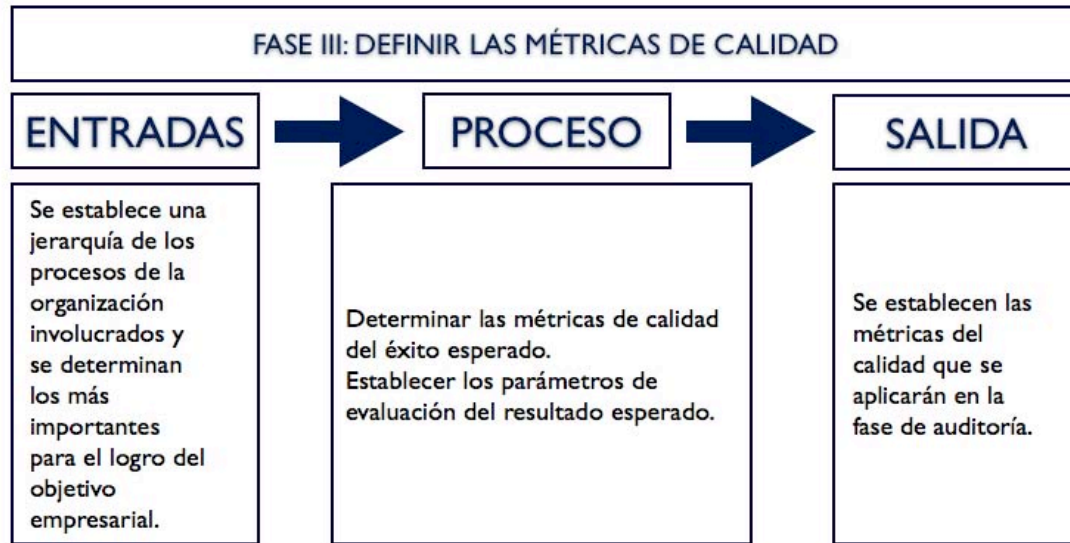 FASE III: DEFINIR LAS MÉTRICAS DE CALIDAD
ENTRADAS
PROCESO
SALIDA
Se establece una
jerarquía de los
procesos de la
organización
involucrados y
se determinan
los más
importantes
para el logro del
objetivo
empresarial.
Determinar las métricas de calidad
del éxito esperado.
Establecer los parámetros de
evaluación del resultado esperado.
Se establecen las
métricas del
calidad que se
aplicarán en la
fase de auditoría.